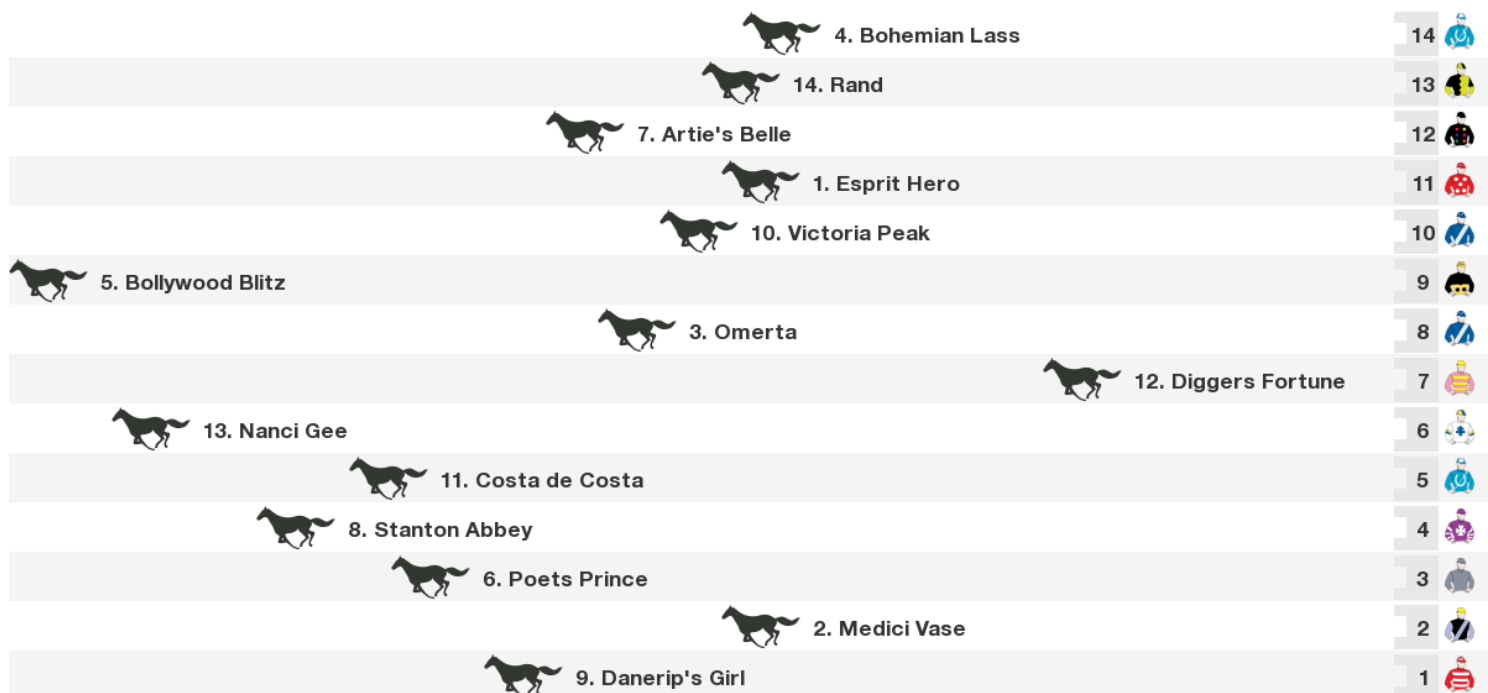 4. Bohemian Lass 14
14. Rand 13
7. Artie's Belle 12
1. Esprit Hero 11
10. Victoria Peak 10
5. Bollywood Blitz 9
3. Omerta 8
12. Diggers Fortune 7
13. Nanci Gee 6
11. Costa de Costa 5
8. Stanton Abbey 4
6. Poets Prince 3
2. Medici Vase 2
9. Danerip's Girl 1